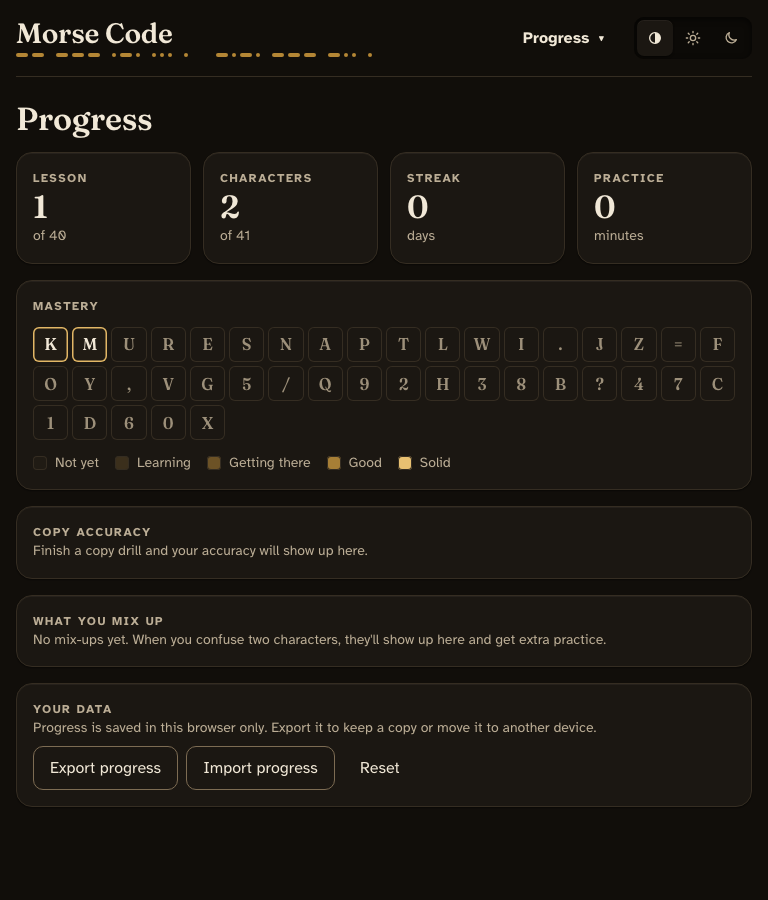 Morse Code
Progress ▾
Progress
LESSON
1
of 40
CHARACTERS
2
of 41
STREAK
0
days
PRACTICE
0
minutes
MASTERY
K M U R E S N A P T L W I . J Z = F
O Y , V G 5 / Q 9 2 H 3 8 B ? 4 7 C
1 D 6 0 X
Not yet Learning Getting there Good Solid
COPY ACCURACY
Finish a copy drill and your accuracy will show up here.
WHAT YOU MIX UP
No mix-ups yet. When you confuse two characters, they'll show up here and get extra practice.
YOUR DATA
Progress is saved in this browser only. Export it to keep a copy or move it to another device.
Export progress Import progress Reset